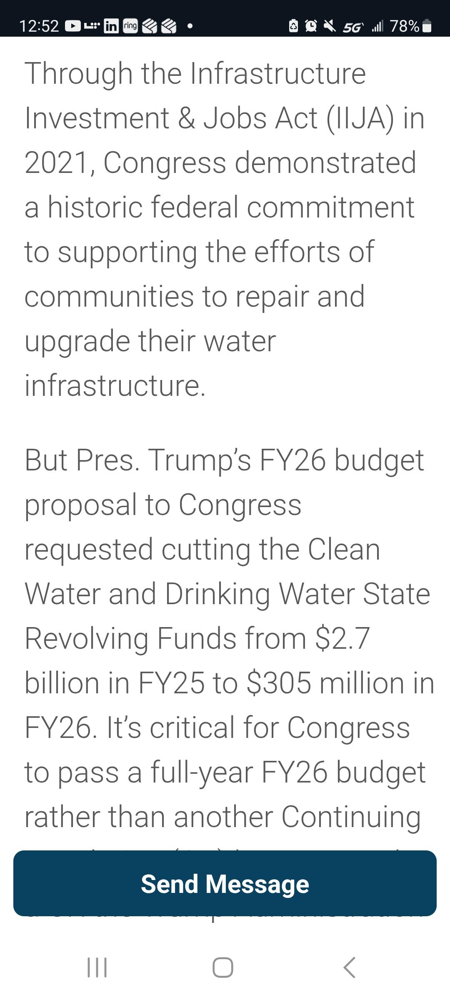 12:52 in ring 5G 78%
Through the Infrastructure
Investment & Jobs Act (IIJA) in
2021, Congress demonstrated
a historic federal commitment
to supporting the efforts of
communities to repair and
upgrade their water
infrastructure.
But Pres. Trump’s FY26 budget
proposal to Congress
requested cutting the Clean
Water and Drinking Water State
Revolving Funds from $2.7
billion in FY25 to $305 million in
FY26. It’s critical for Congress
to pass a full-year FY26 budget
rather than another Continuing
Send Message